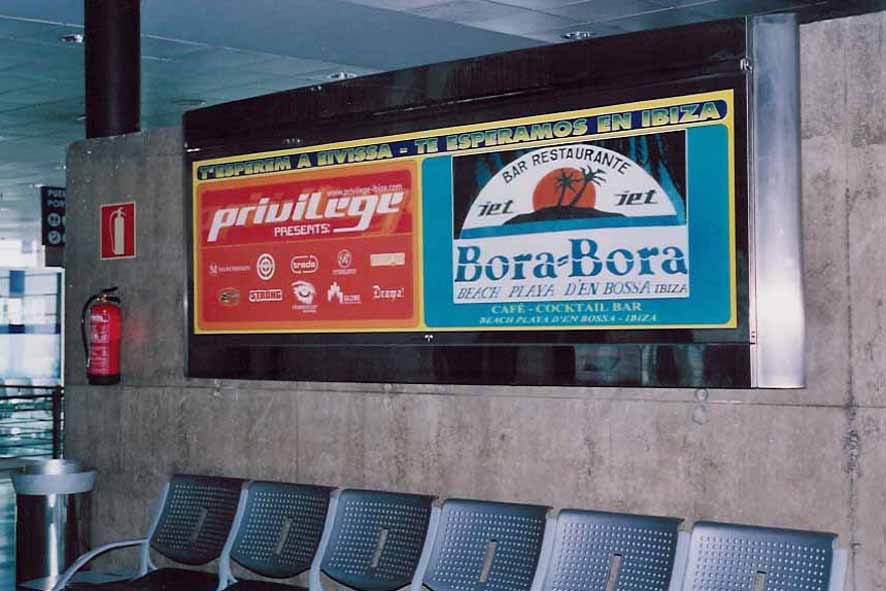 T'ESPEREM A EIVISSA - TE ESPERAMOS EN IBIZA
www.privilege-ibiza.com
privilege
PRESENTS:
trade
STRONG
Drama!
BAR RESTAURANTE
jet jet
Bora-Bora
BEACH PLAYA D'EN BOSSA IBIZA
CAFÉ - COCKTAIL BAR
BEACH PLAYA D'EN BOSSA - IBIZA